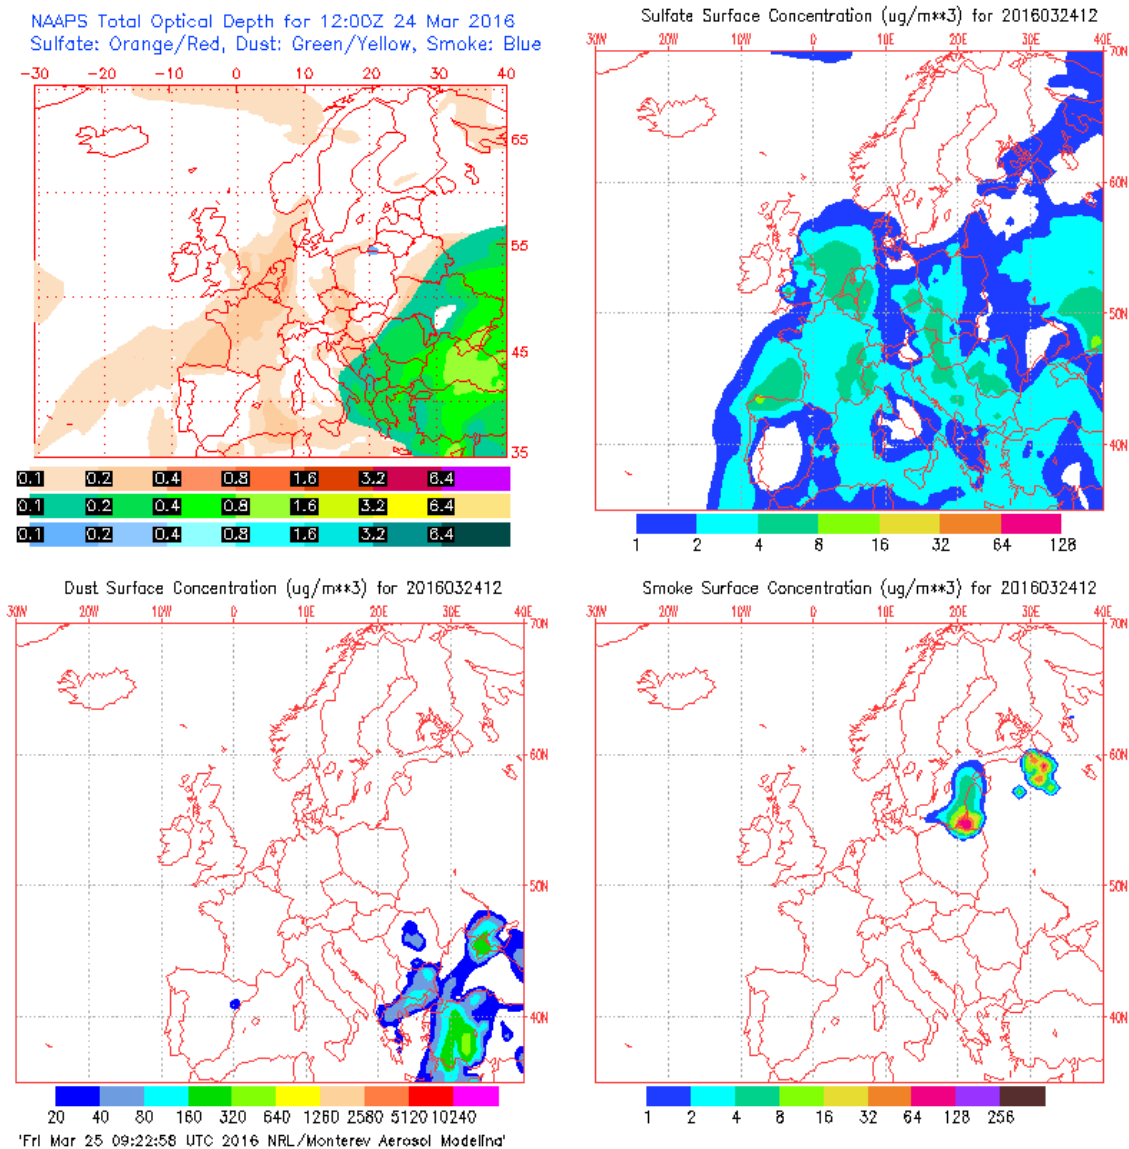 NAAPS Total Optical Depth for 12:00Z 24 Mar 2016
Sulfate: Orange/Red, Dust: Green/Yellow, Smoke: Blue
-30 -20 -10 0 10 20 30 40
65
55
45
35
0.1 0.2 0.4 0.8 1.6 3.2 6.4
0.1 0.2 0.4 0.8 1.6 3.2 6.4
0.1 0.2 0.4 0.8 1.6 3.2 6.4
Sulfate Surface Concentration (ug/m**3) for 2016032412
30W 20W 10W 0 10E 20E 30E 40E
70N
60N
50N
40N
1 2 4 8 16 32 64 128
Dust Surface Concentration (ug/m**3) for 2016032412
30W 20W 10W 0 10E 20E 30E 40E
70N
60N
50N
40N
20 40 80 160 320 640 1280 2580 5120 10240
'Fri Mar 25 09:22:58 UTC 2016 NRL/Monterey Aerosol Modeling'
Smoke Surface Concentration (ug/m**3) for 2016032412
30W 20W 10W 0 10E 20E 30E 40E
70N
60N
50N
40N
1 2 4 8 16 32 64 128 256